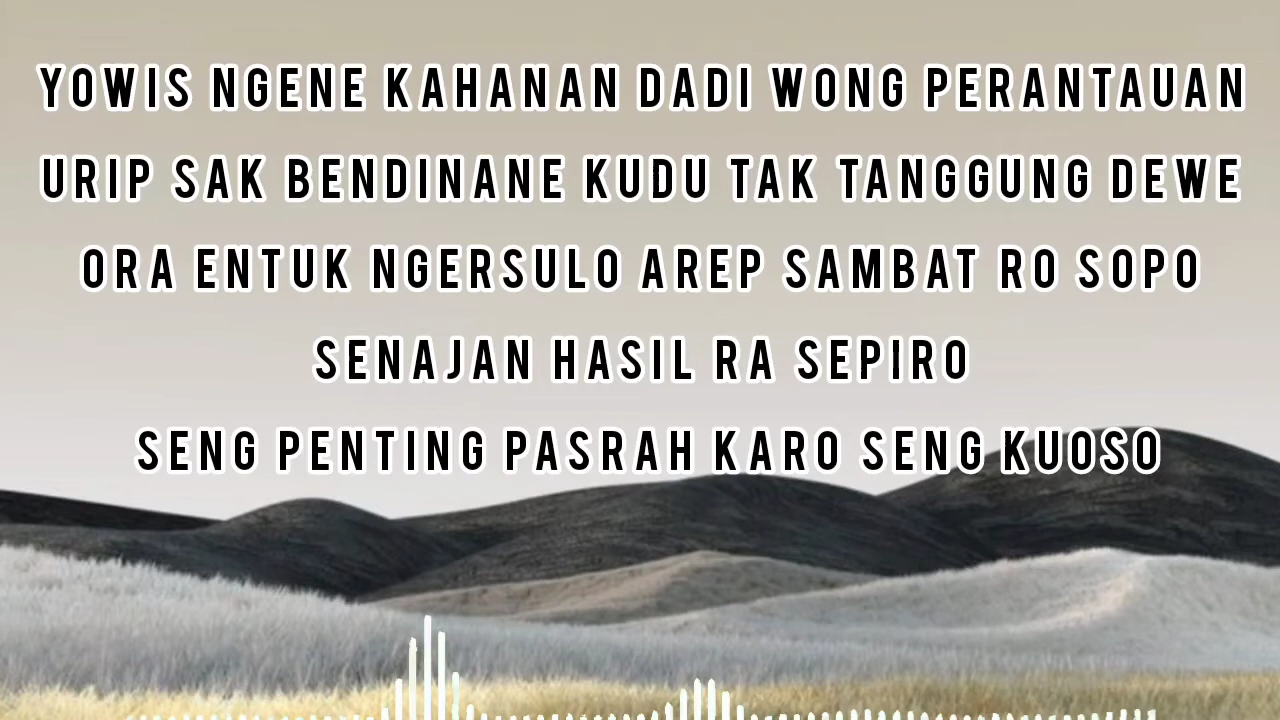 YOWIS NGENE KAHANAN DADI WONG PERANTAUAN
URIP SAK BENDINANE KUDU TAK TANGGUNG DEWE
ORA ENTUK NGERSULO AREP SAMBAT RO SOPO
SENAJAN HASIL RA SEPIRO
SENG PENTING PASRAH KARO SENG KUOSO